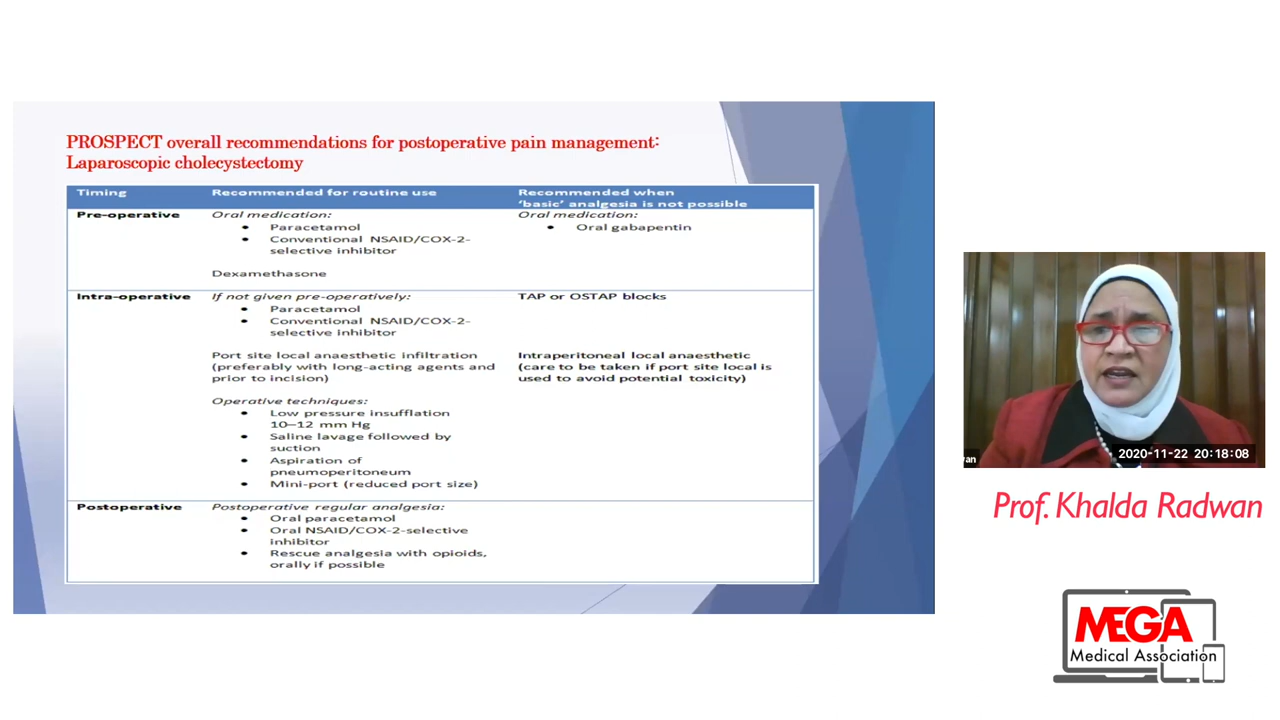 PROSPECT overall recommendations for postoperative pain management:
Laparoscopic cholecystectomy
Timing
Recommended for routine use
Recommended when
'basic' analgesia is not possible
Pre-operative
Oral medication:
• Paracetamol
• Conventional NSAID/COX-2-
selective inhibitor
Dexamethasone
Oral medication:
• Oral gabapentin
Intra-operative
If not given pre-operatively:
• Paracetamol
• Conventional NSAID/COX-2-
selective inhibitor
Port site local anaesthetic infiltration
(preferably with long-acting agents and
prior to incision)
Operative techniques:
• Low pressure insufflation
10–12 mm Hg
• Saline lavage followed by
suction
• Aspiration of
pneumoperitoneum
• Mini-port (reduced port size)
TAP or OSTAP blocks
Intraperitoneal local anaesthetic
(care to be taken if port site local is
used to avoid potential toxicity)
Postoperative
Postoperative regular analgesia:
• Oral paracetamol
• Oral NSAID/COX-2-selective
inhibitor
• Rescue analgesia with opioids,
orally if possible
wan
2020-11-22 20:18:08
Prof. Khalda Radwan
MEGA
Medical Association